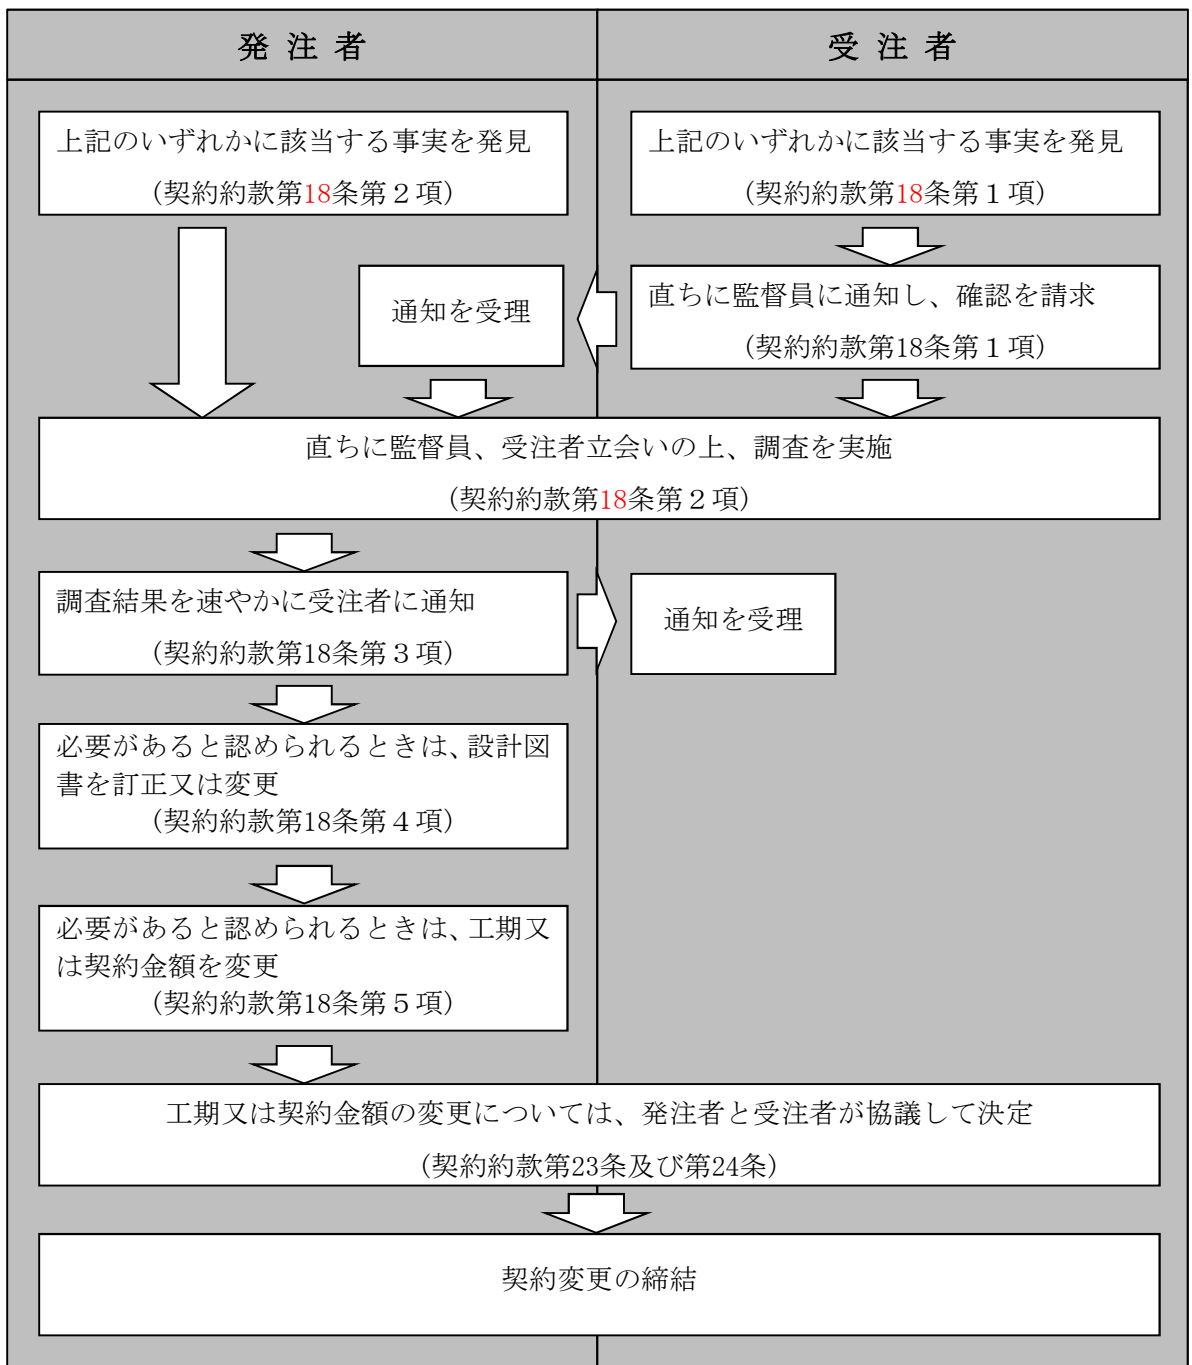 発 注 者
受 注 者
上記のいずれかに該当する事実を発見
(契約約款第18条第２項)
上記のいずれかに該当する事実を発見
(契約約款第18条第１項)
直ちに監督員に通知し、確認を請求
(契約約款第18条第１項)
通知を受理
直ちに監督員、受注者立会いの上、調査を実施
(契約約款第18条第２項)
調査結果を速やかに受注者に通知
(契約約款第18条第３項)
通知を受理
必要があると認められるときは、設計図
書を訂正又は変更
(契約約款第18条第４項)
必要があると認められるときは、工期又
は契約金額を変更
(契約約款第18条第５項)
工期又は契約金額の変更については、発注者と受注者が協議して決定
(契約約款第23条及び第24条)
契約変更の締結